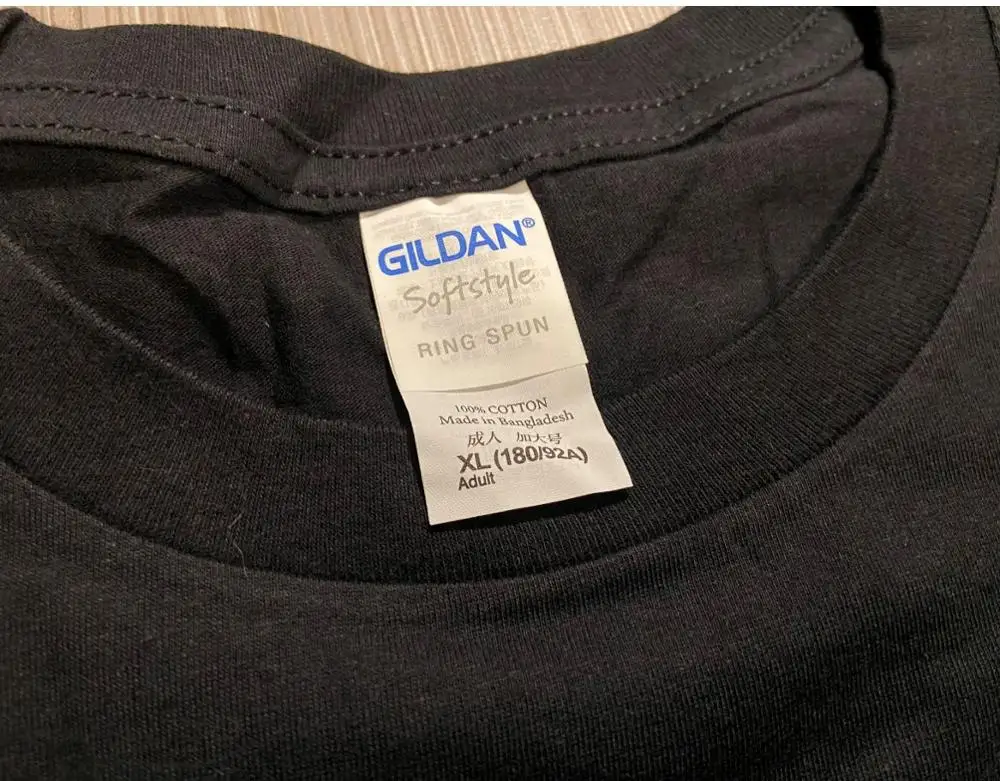 GILDAN®
Softstyle
RING SPUN
100% COTTON
Made in Bangladesh
成人 加大号
XL (180/92A)
Adult